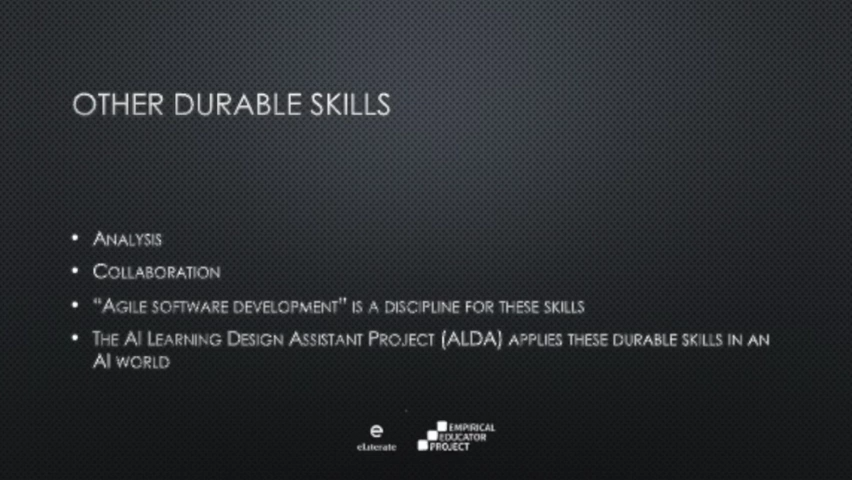 OTHER DURABLE SKILLS
• ANALYSIS
• COLLABORATION
• “AGILE SOFTWARE DEVELOPMENT” IS A DISCIPLINE FOR THESE SKILLS
• THE AI LEARNING DESIGN ASSISTANT PROJECT (ALDA) APPLIES THESE DURABLE SKILLS IN AN
AI WORLD
e
eLiterate
EMPIRICAL
EDUCATOR
PROJECT